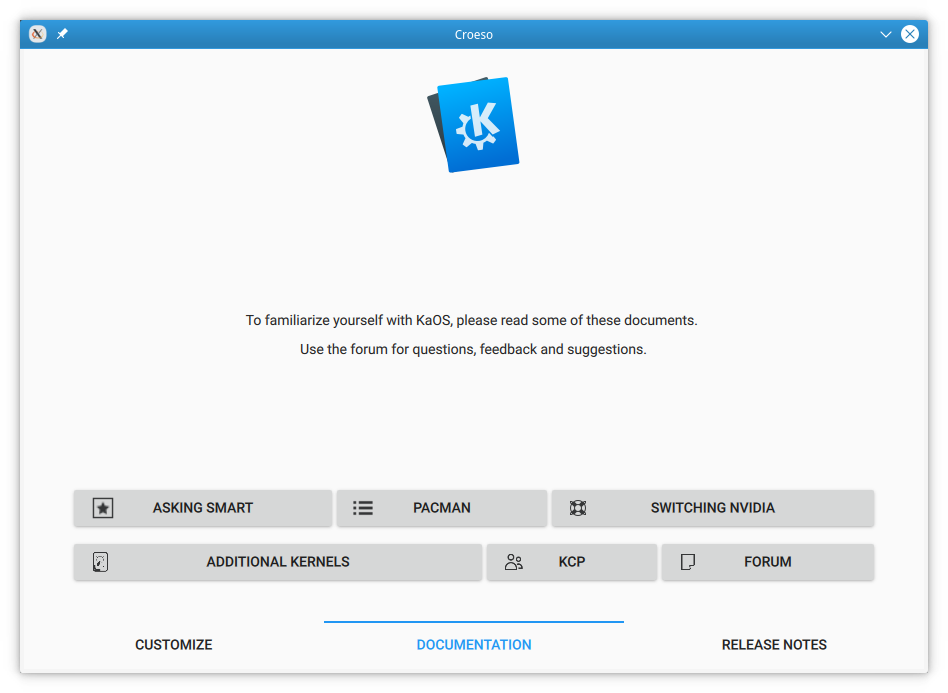 Croeso
To familiarize yourself with KaOS, please read some of these documents.
Use the forum for questions, feedback and suggestions.
ASKING SMART
PACMAN
SWITCHING NVIDIA
ADDITIONAL KERNELS
KCP
FORUM
CUSTOMIZE
DOCUMENTATION
RELEASE NOTES